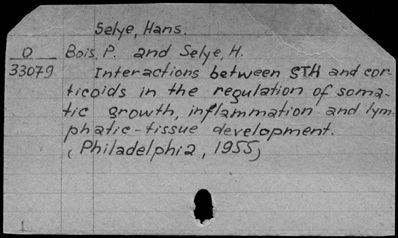 Selye, Hans.
O Bois, P. and Selye, H.
33079 Interactions between STH and cor-
ticoids in the regulation of soma-
tic growth, inflammation and lym-
phatic-tissue development.
(Philadelphia, 1955)